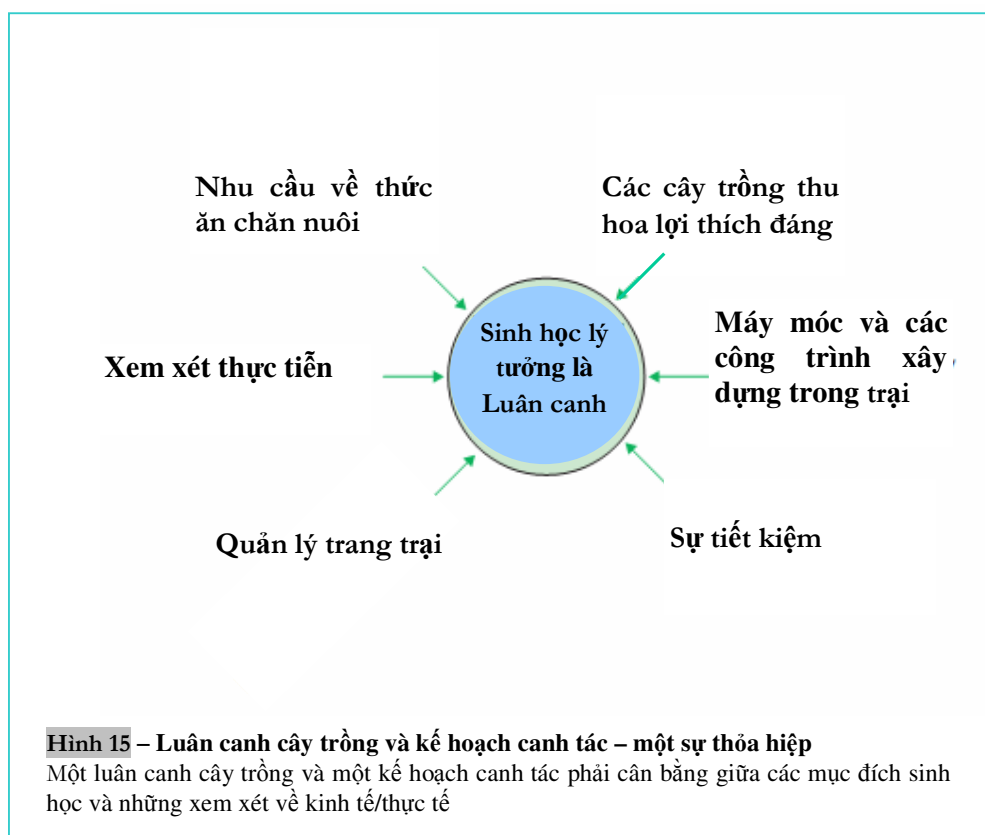 Nhu cầu về thức
ăn chăn nuôi
Các cây trồng thu
hoa lợi thích đáng
Sinh học lý
tưởng là
Luân canh
Xem xét thực tiễn
Máy móc và các
công trình xây
dựng trong trại
Quản lý trang trại
Sự tiết kiệm
Hình 15 – Luân canh cây trồng và kế hoạch canh tác – một sự thỏa hiệp
Một luân canh cây trồng và một kế hoạch canh tác phải cân bằng giữa các mục đích sinh
học và những xem xét về kinh tế/thực tế